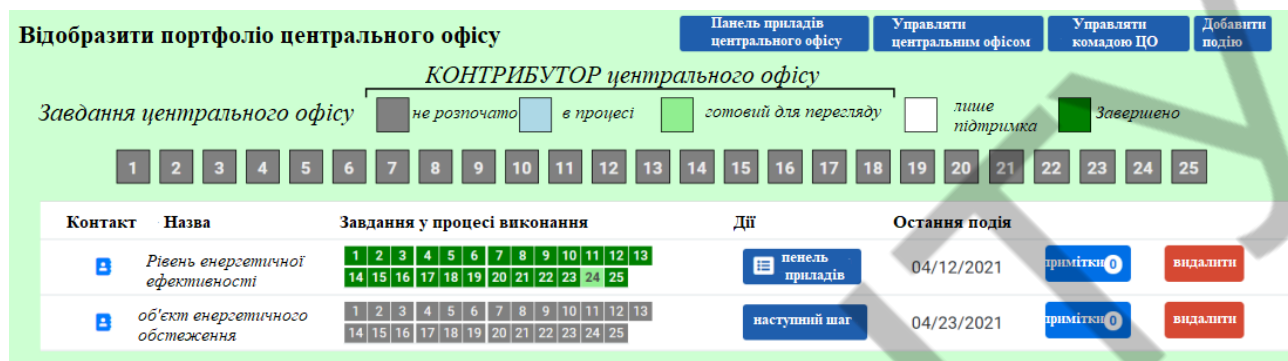 Відобразити портфоліо центрального офісу
Панель приладів
центрального офісу
Управляти
центральним офісом
Управляти
комадою ЦО
Добавити
подію
КОНТРИБУТОР центрального офісу
Завдання центрального офісу
не розпочато
в процесі
готовий для перегляду
лише
підтримка
Завершено
1 2 3 4 5 6 7 8 9 10 11 12 13 14 15 16 17 18 19 20 21 22 23 24 25
Контакт Назва Завдання у процесі виконання Дії Остання подія
Рівень енергетичної
ефективності
1 2 3 4 5 6 7 8 9 10 11 12 13
14 15 16 17 18 19 20 21 22 23 24 25
пенель
приладів
04/12/2021
примітки 0
видалити
об'єкт енергетичного
обстеження
1 2 3 4 5 6 7 8 9 10 11 12 13
14 15 16 17 18 19 20 21 22 23 24 25
наступний шаг
04/23/2021
примітки 0
видалити